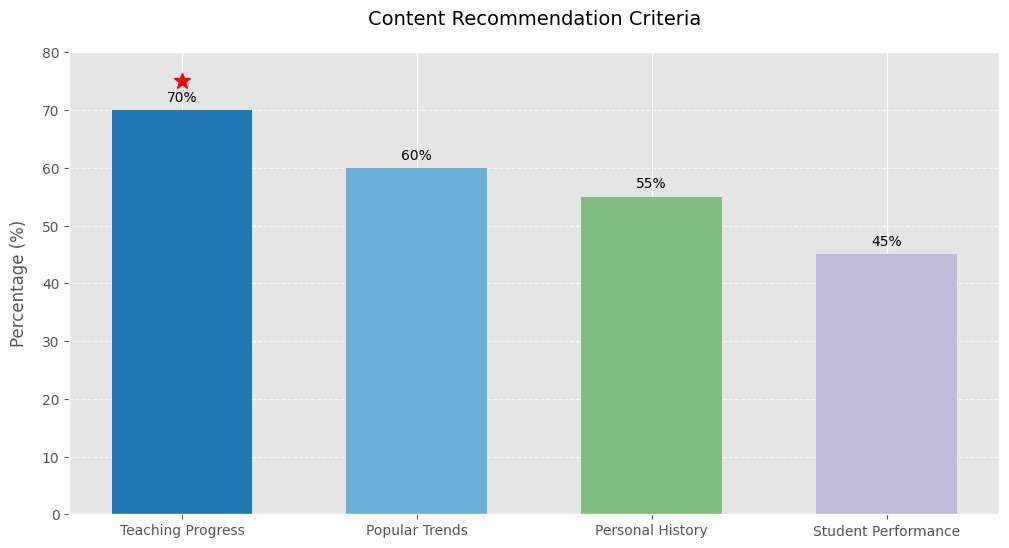 Content Recommendation Criteria
Percentage (%)
80
70
60
50
40
30
20
10
0
70%
60%
55%
45%
Teaching Progress
Popular Trends
Personal History
Student Performance